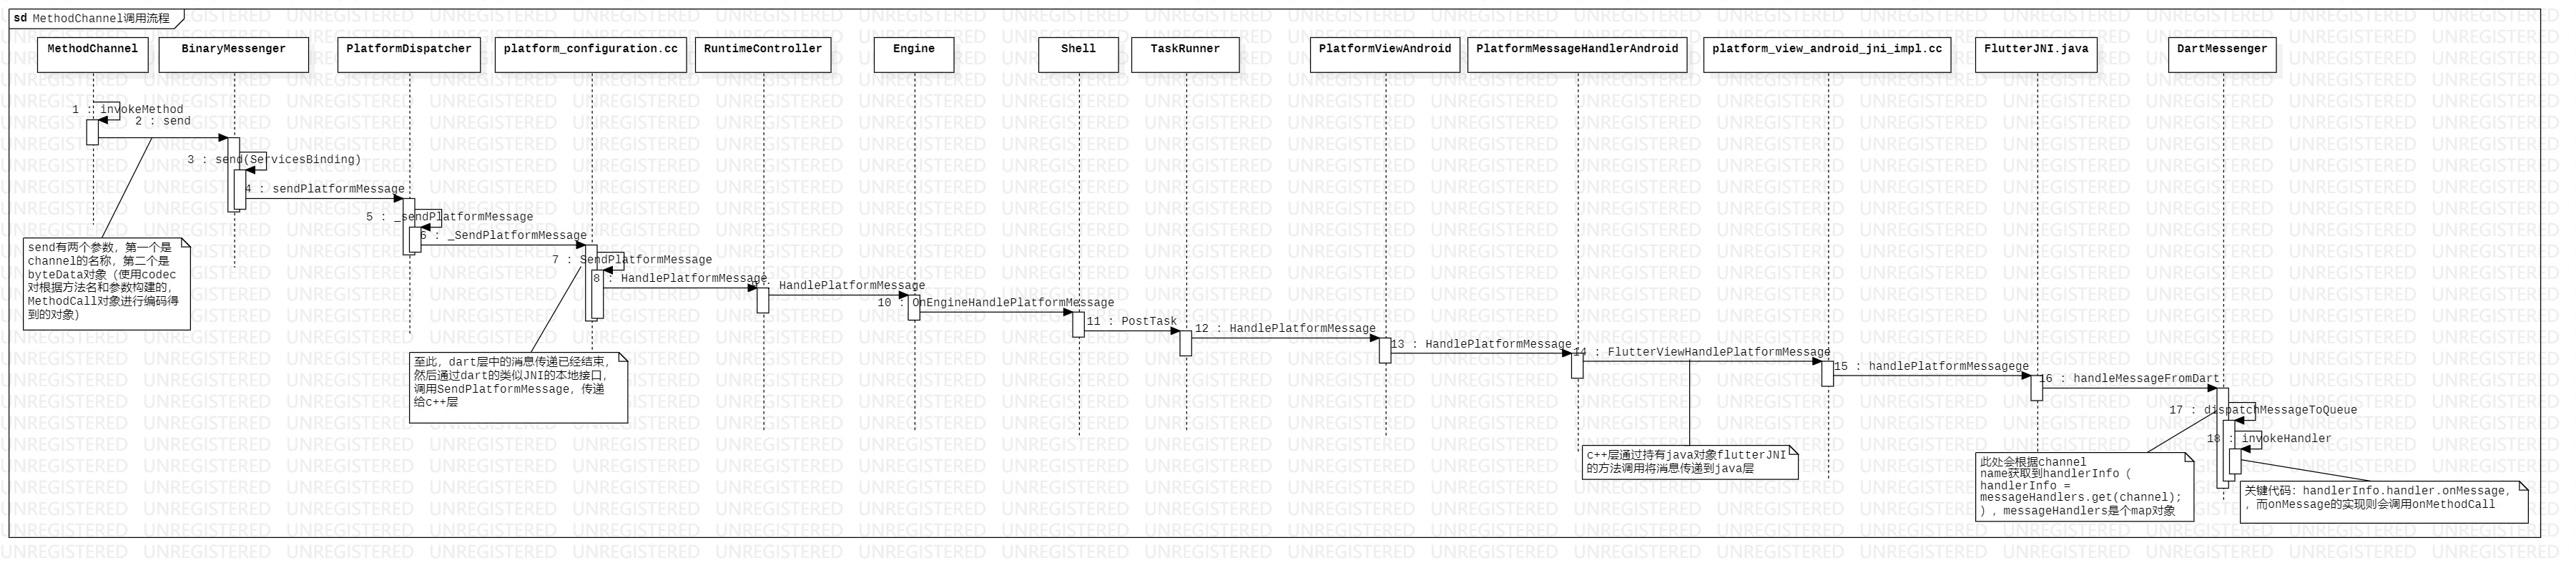 sd MethodChannel调用流程
MethodChannel
BinaryMessenger
PlatformDispatcher
platform_configuration.cc
RuntimeController
Engine
Shell
TaskRunner
PlatformViewAndroid
PlatformMessageHandlerAndroid
platform_view_android_jni_impl.cc
FlutterJNI.java
DartMessenger
1 : invokeMethod
2 : send
3 : send(ServicesBinding)
4 : sendPlatformMessage
5 : _sendPlatformMessage
6 : _SendPlatformMessage
7 : SendPlatformMessage
8 : HandlePlatformMessage
HandlePlatformMessage
10 : OnEngineHandlePlatformMessage
11 : PostTask
12 : HandlePlatformMessage
13 : HandlePlatformMessage
14 : FlutterViewHandlePlatformMessage
15 : handlePlatformMessagege
16 : handleMessageFromDart
17 : dispatchMessageToQueue
18 : invokeHandler
send有两个参数，第一个是
channel的名称，第二个是
byteData对象（使用codec
对根据方法名和参数构建的，
MethodCall对象进行编码得
到的对象）
至此，dart层中的消息传递已经结束，
然后通过dart的类似JNI的本地接口，
调用SendPlatformMessage，传递
给c++层
c++层通过持有java对象flutterJNI
的方法调用将消息传递到java层
此处会根据channel
name获取到handlerInfo（
handlerInfo =
messageHandlers.get(channel);
）, messageHandlers是个map对象
关键代码：handlerInfo.handler.onMessage，
，而onMessage的实现则会调用onMethodCall
UNREGISTERED